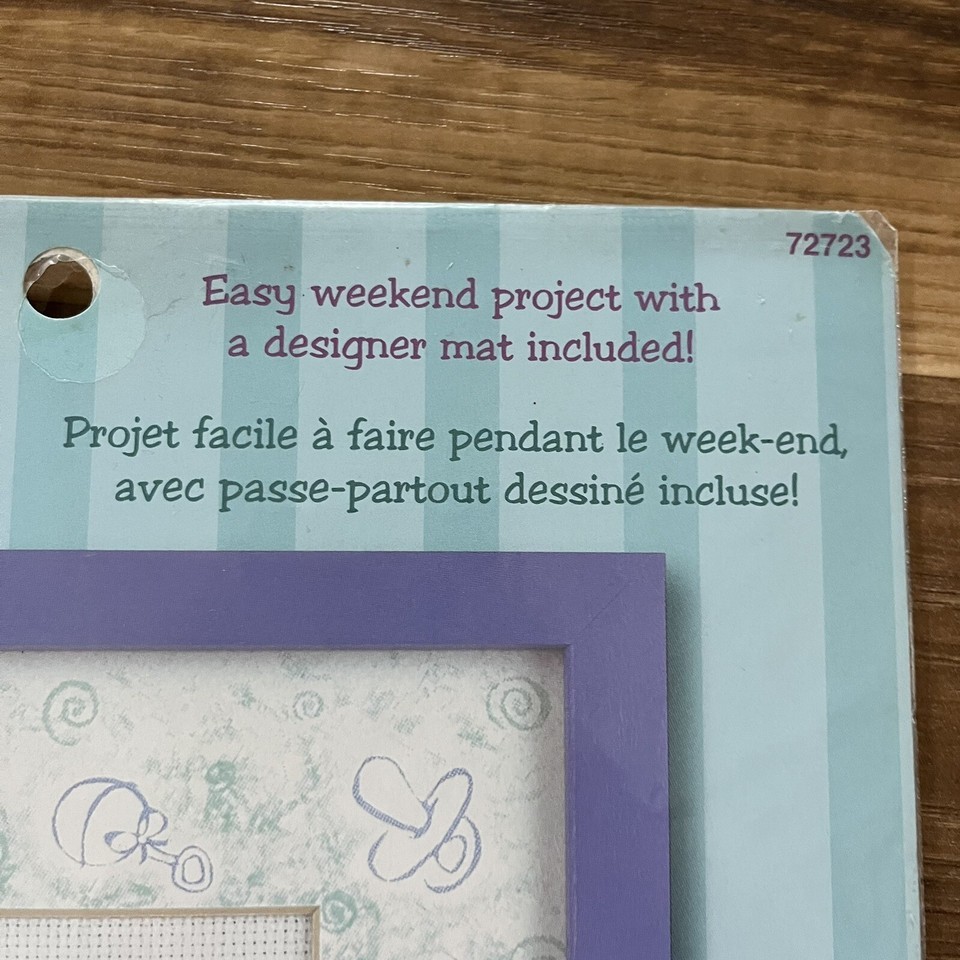 72723
Easy weekend project with
a designer mat included!
Projet facile à faire pendant le week-end,
avec passe-partout dessiné incluse!